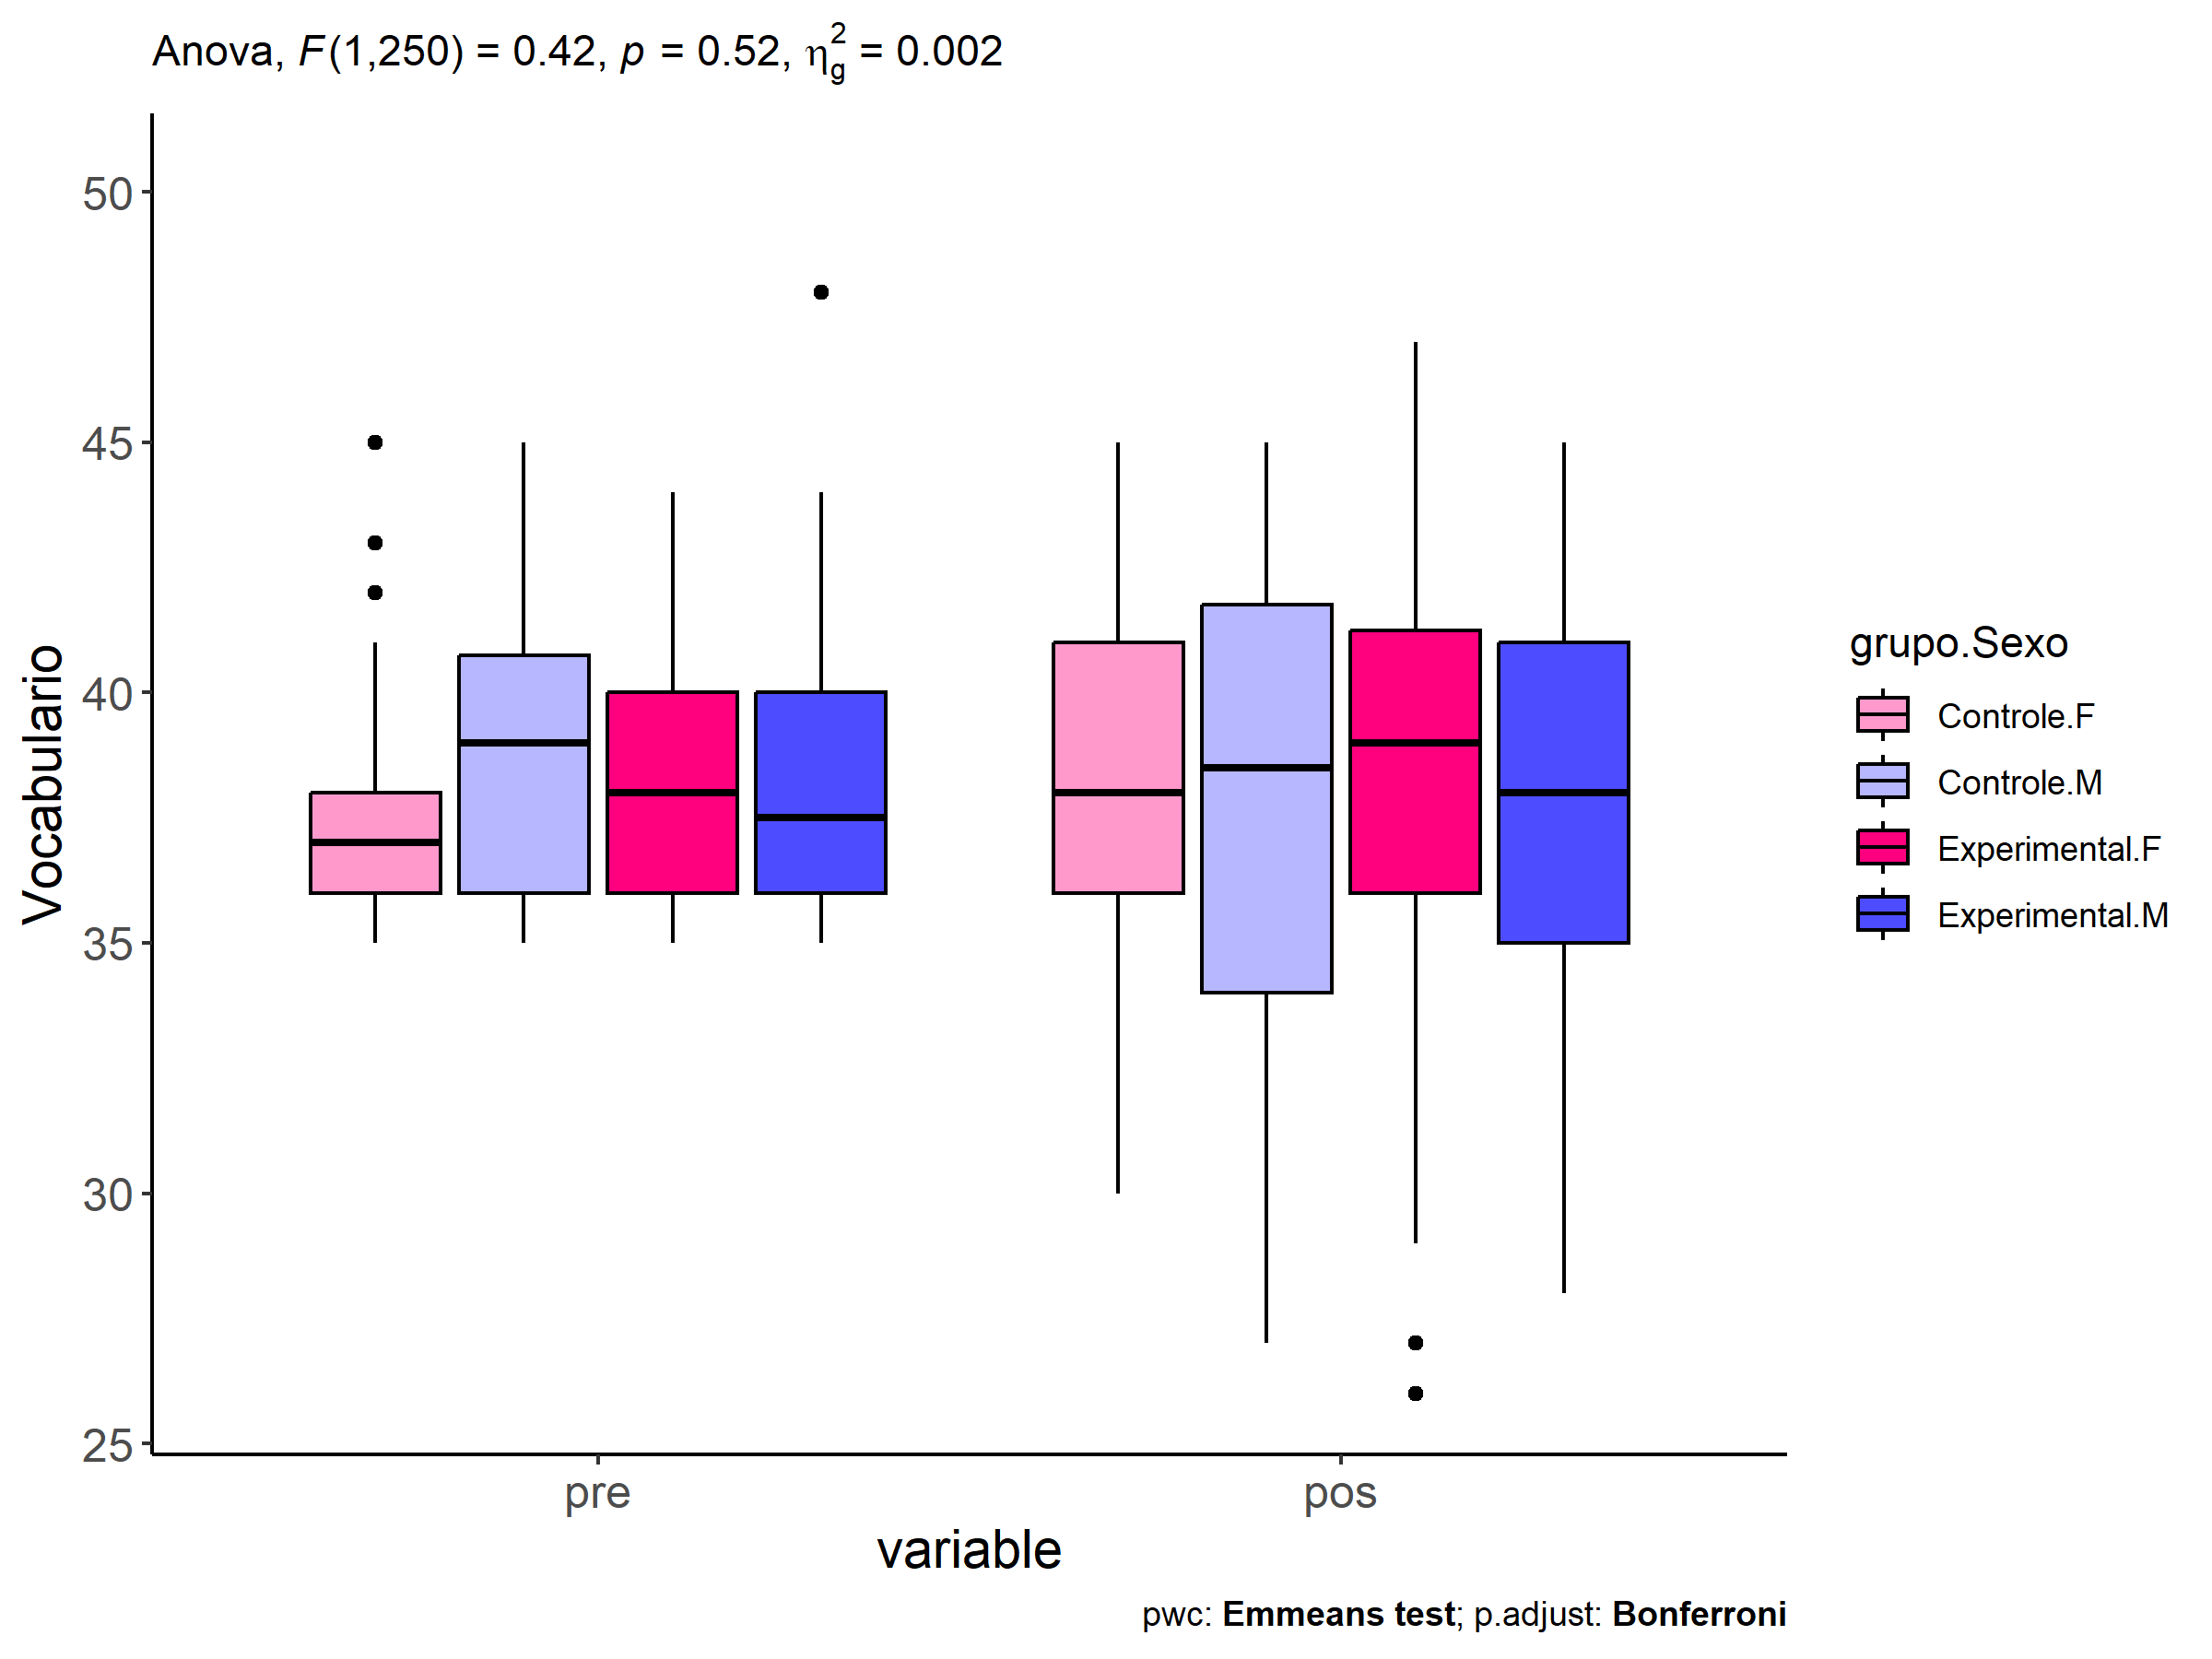 Anova, F(1,250) = 0.42, p = 0.52, η²g = 0.002
50
45
40
35
30
25
Vocabulario
pre
pos
variable
grupo.Sexo
Controle.F
Controle.M
Experimental.F
Experimental.M
pwc: Emmeans test; p.adjust: Bonferroni